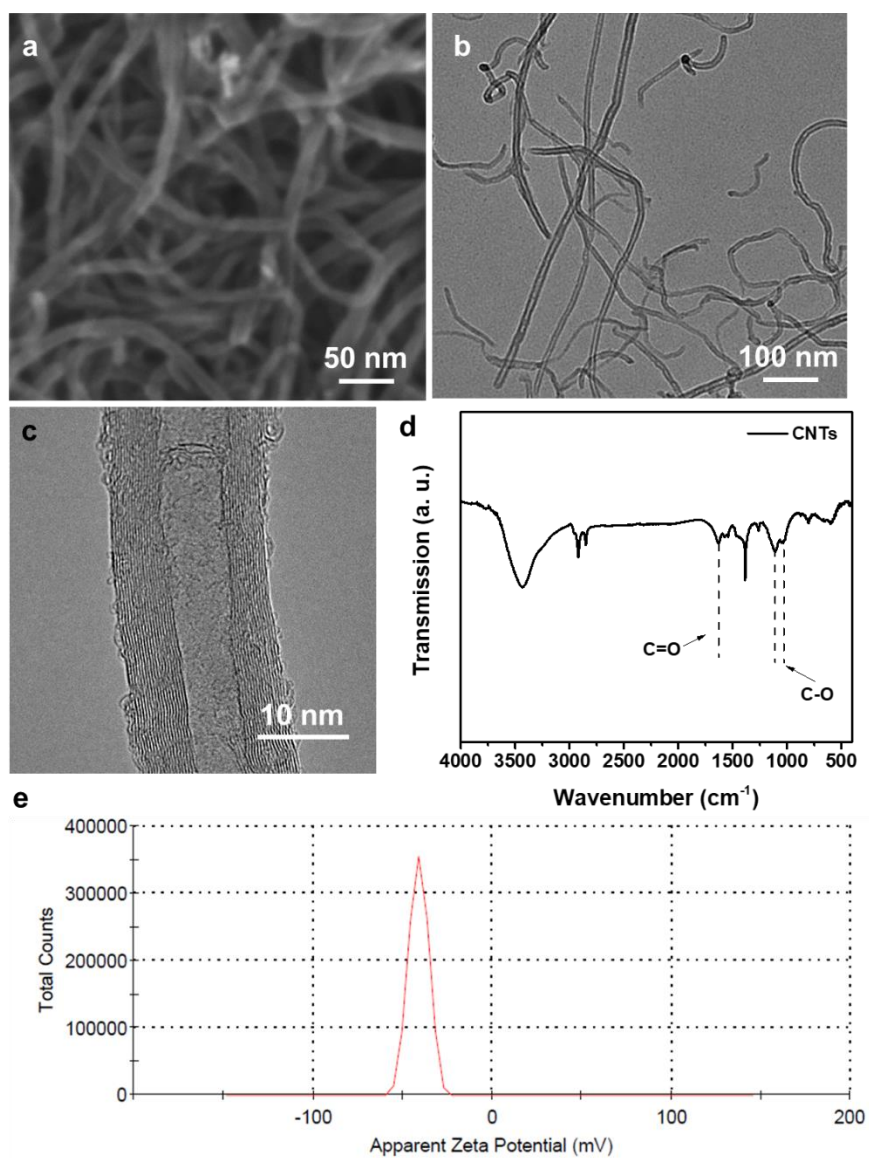 a
50 nm
b
100 nm
c
10 nm
d
CNTs
Transmission (a. u.)
C=O
C-O
4000 3500 3000 2500 2000 1500 1000 500
Wavenumber (cm⁻¹)
e
400000
300000
200000
100000
0
Total Counts
-100 0 100 200
Apparent Zeta Potential (mV)